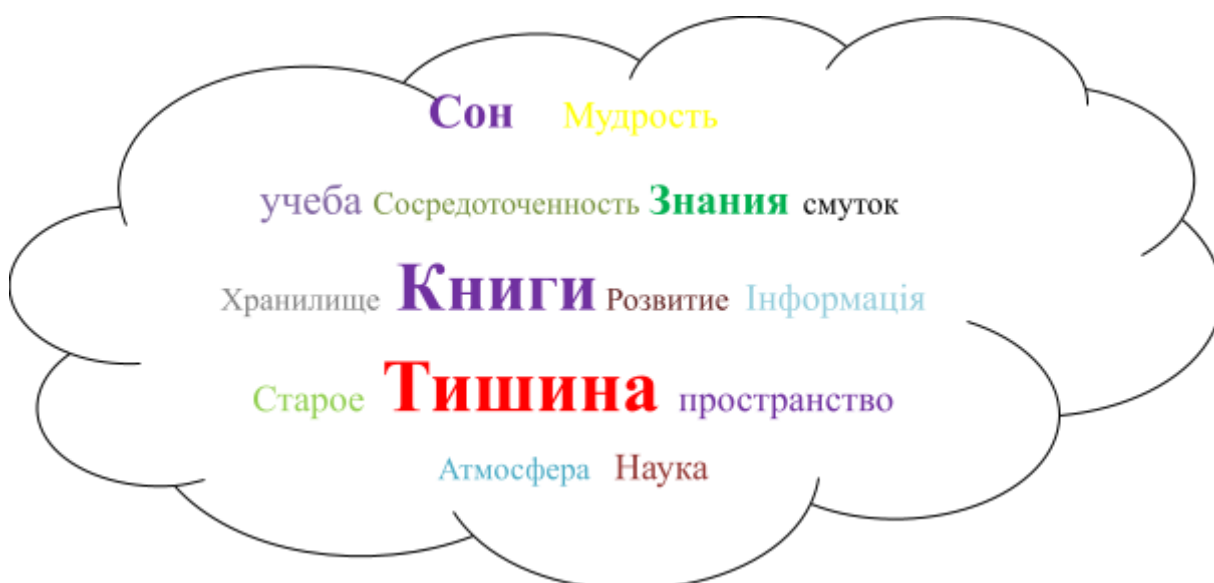 Сон Мудрость
учеба Сосредоточенность Знания смуток
Хранилище Книги Розвитие Інформація
Старое Тишина пространство
Атмосфера Наука